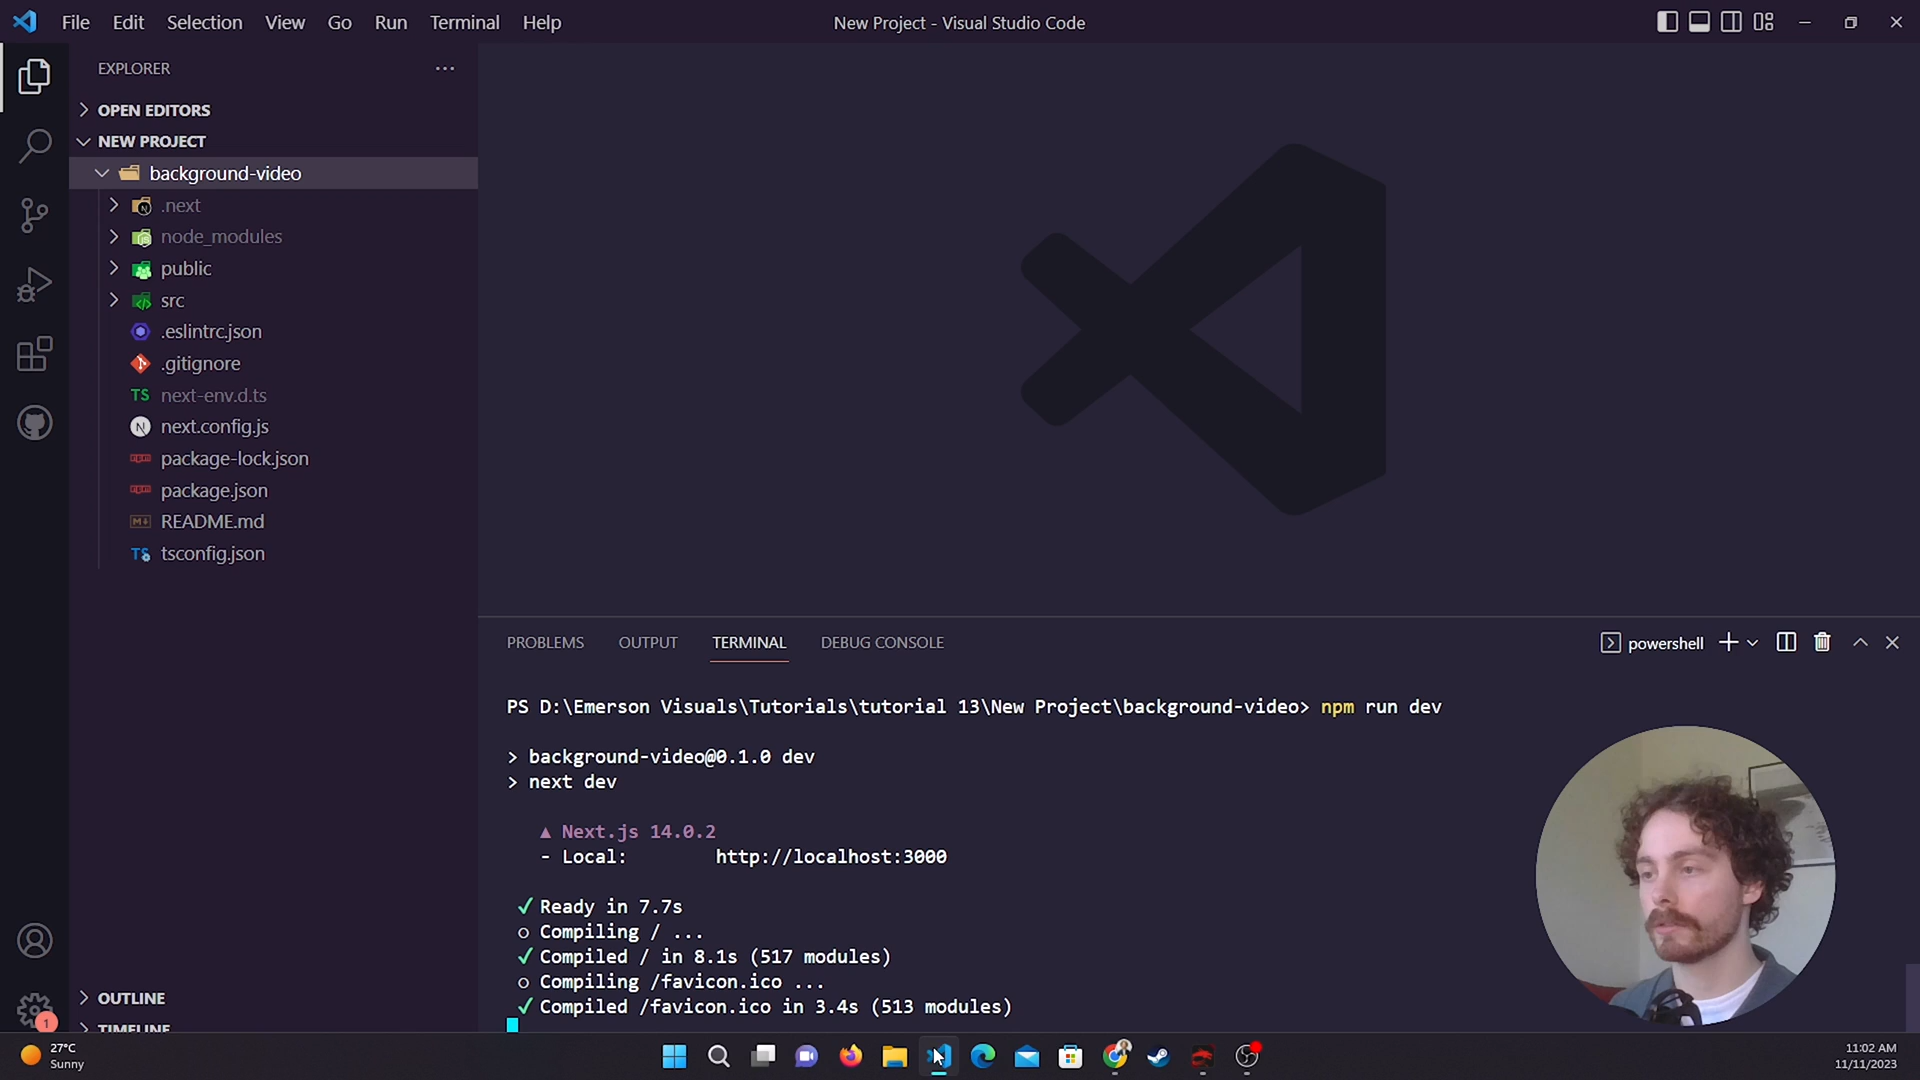 File Edit Selection View Go Run Terminal Help
New Project - Visual Studio Code
EXPLORER
OPEN EDITORS
NEW PROJECT
background-video
.next
node_modules
public
src
.eslintrc.json
.gitignore
TS next-env.d.ts
N next.config.js
npm package-lock.json
npm package.json
M README.md
TS tsconfig.json
OUTLINE
TIMELINE
1
PROBLEMS OUTPUT TERMINAL DEBUG CONSOLE
powershell
PS D:\Emerson Visuals\Tutorials\tutorial 13\New Project\background-video> npm run dev
> background-video@0.1.0 dev
> next dev
▲ Next.js 14.0.2
- Local: http://localhost:3000
✓ Ready in 7.7s
○ Compiling / ...
✓ Compiled / in 8.1s (517 modules)
○ Compiling /favicon.ico ...
✓ Compiled /favicon.ico in 3.4s (513 modules)
27°C
Sunny
11:02 AM
11/11/2023